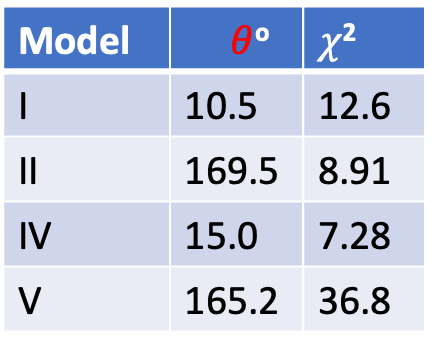 Model θ° χ²
I 10.5 12.6
II 169.5 8.91
IV 15.0 7.28
V 165.2 36.8